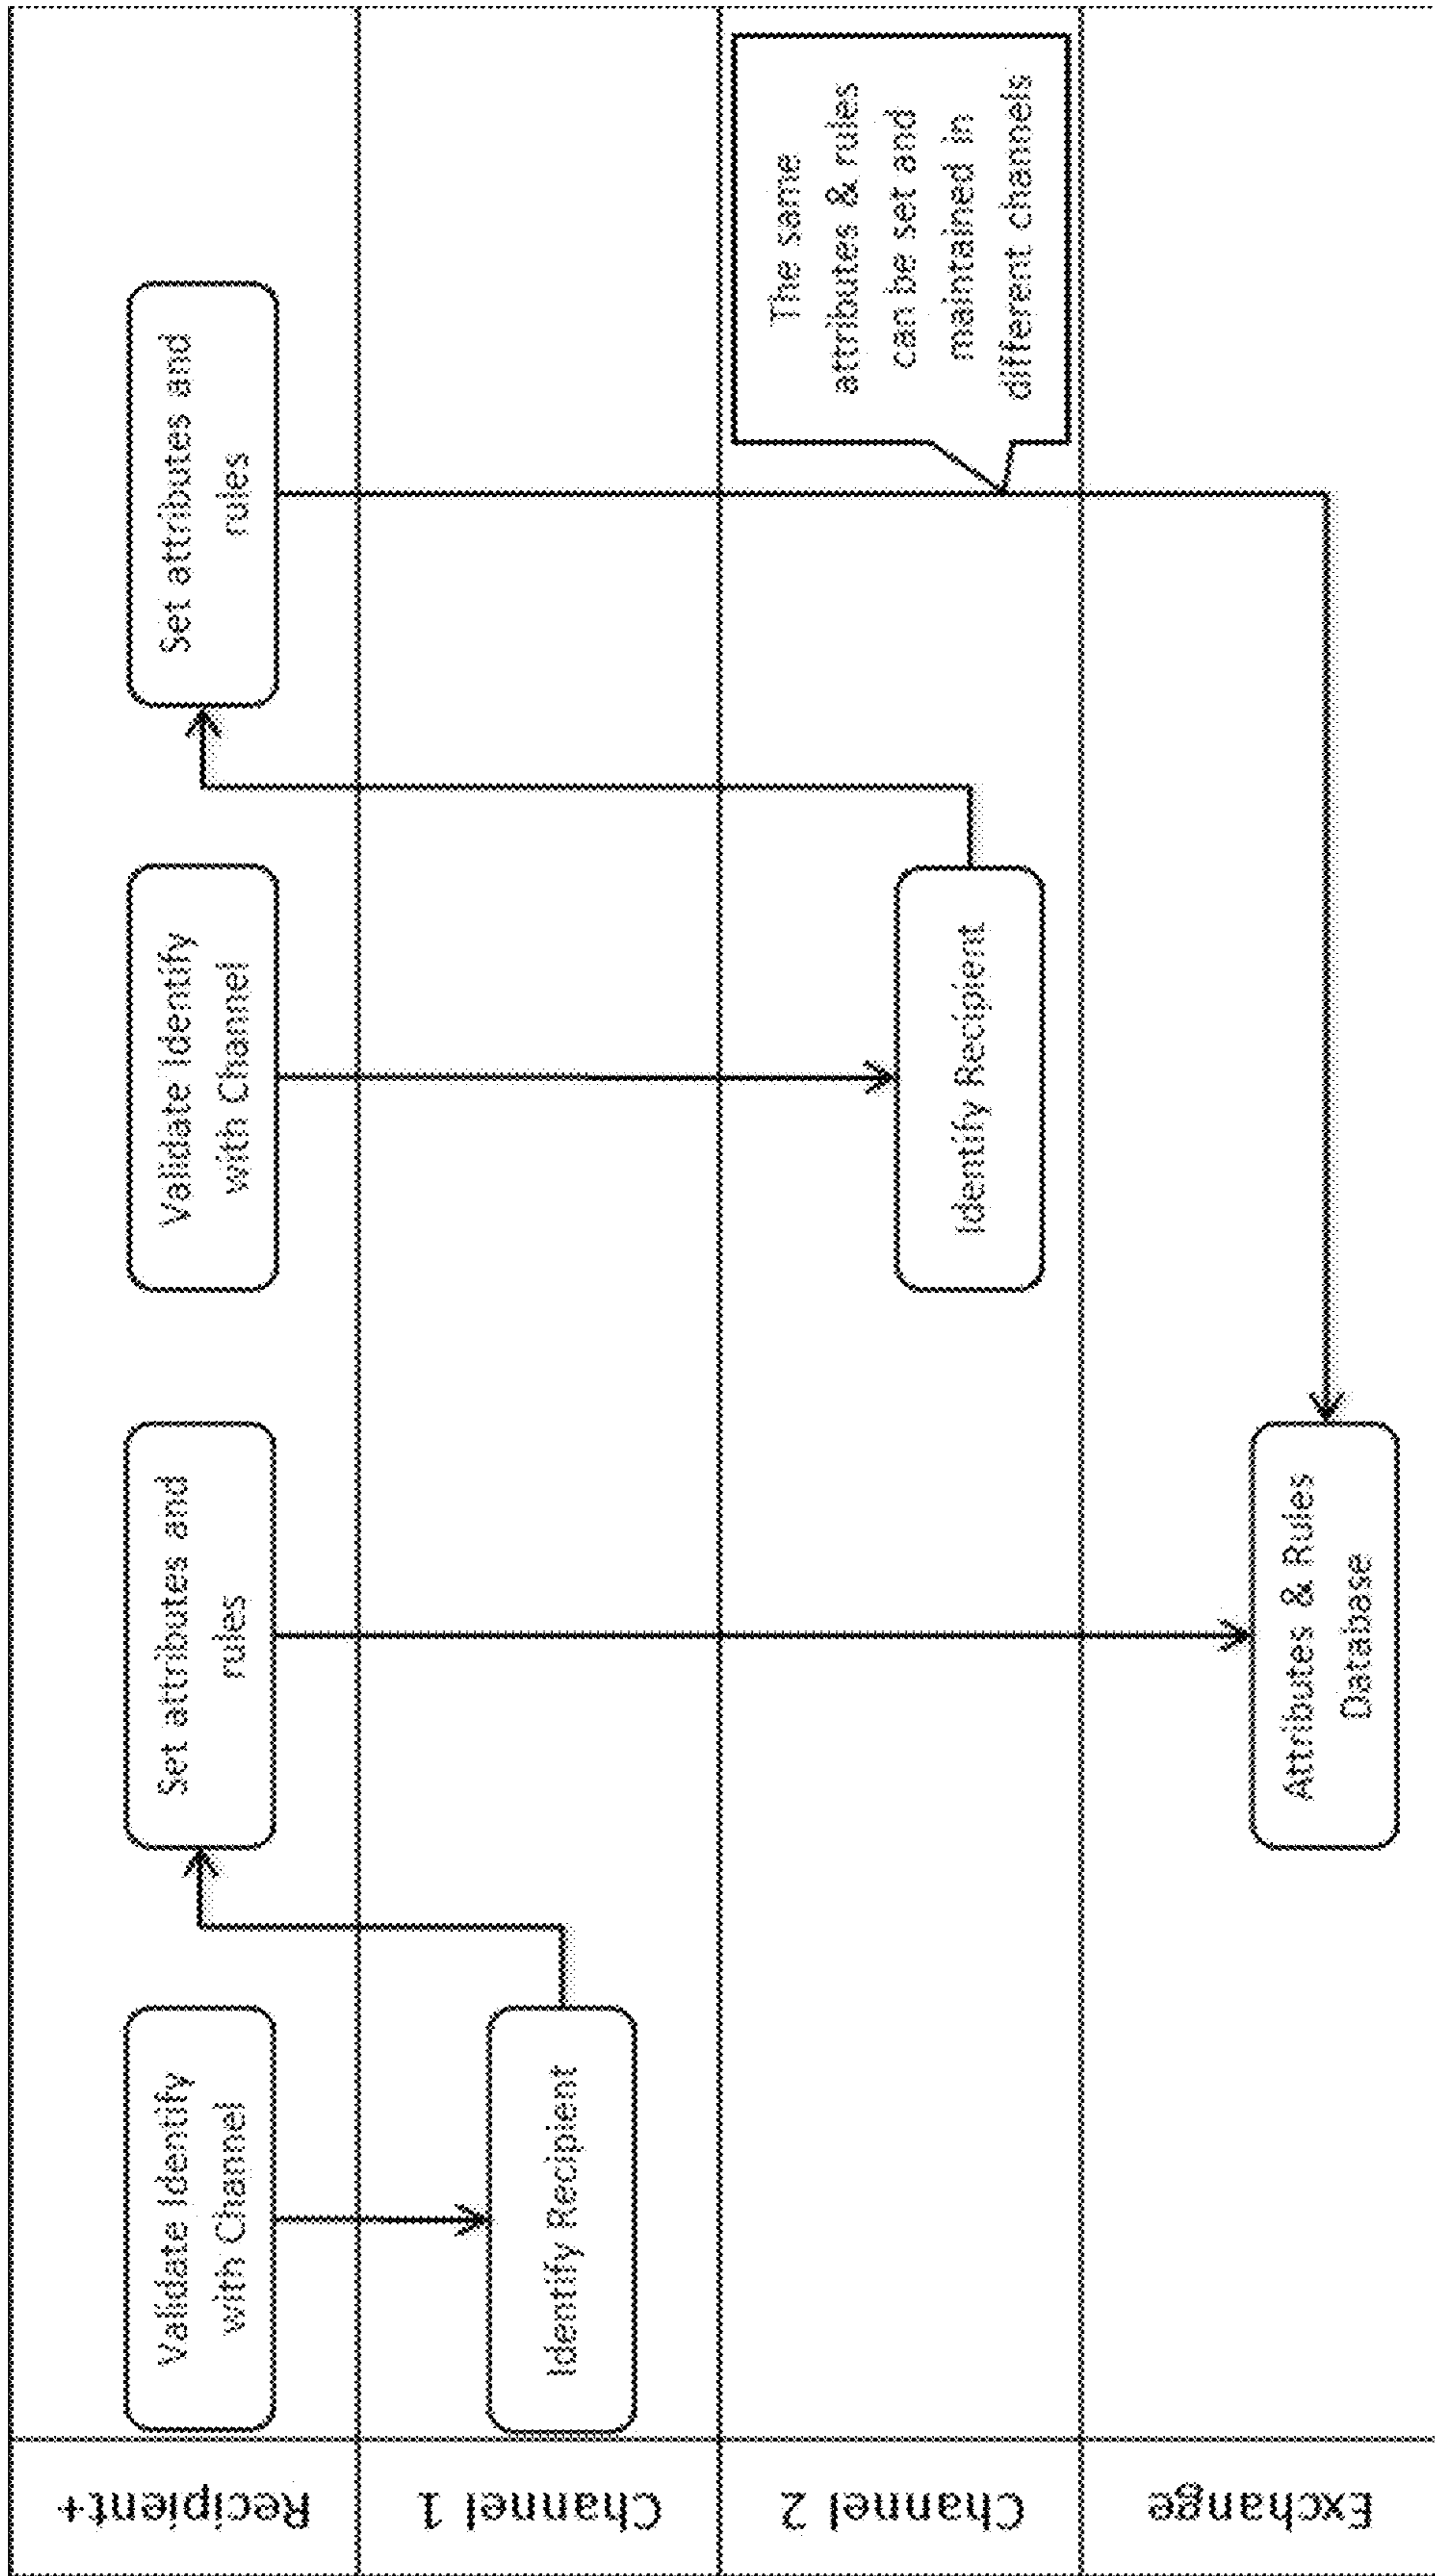 Recipient+
Validate Identify
with Channel
Set attributes and
rules
Validate Identify
with Channel
Set attributes and
rules
Channel 1
Identify Recipient
Channel 2
Identify Recipient
The same
attributes & rules
can be set and
maintained in
different channels
Exchange
Attributes & Rules
Database